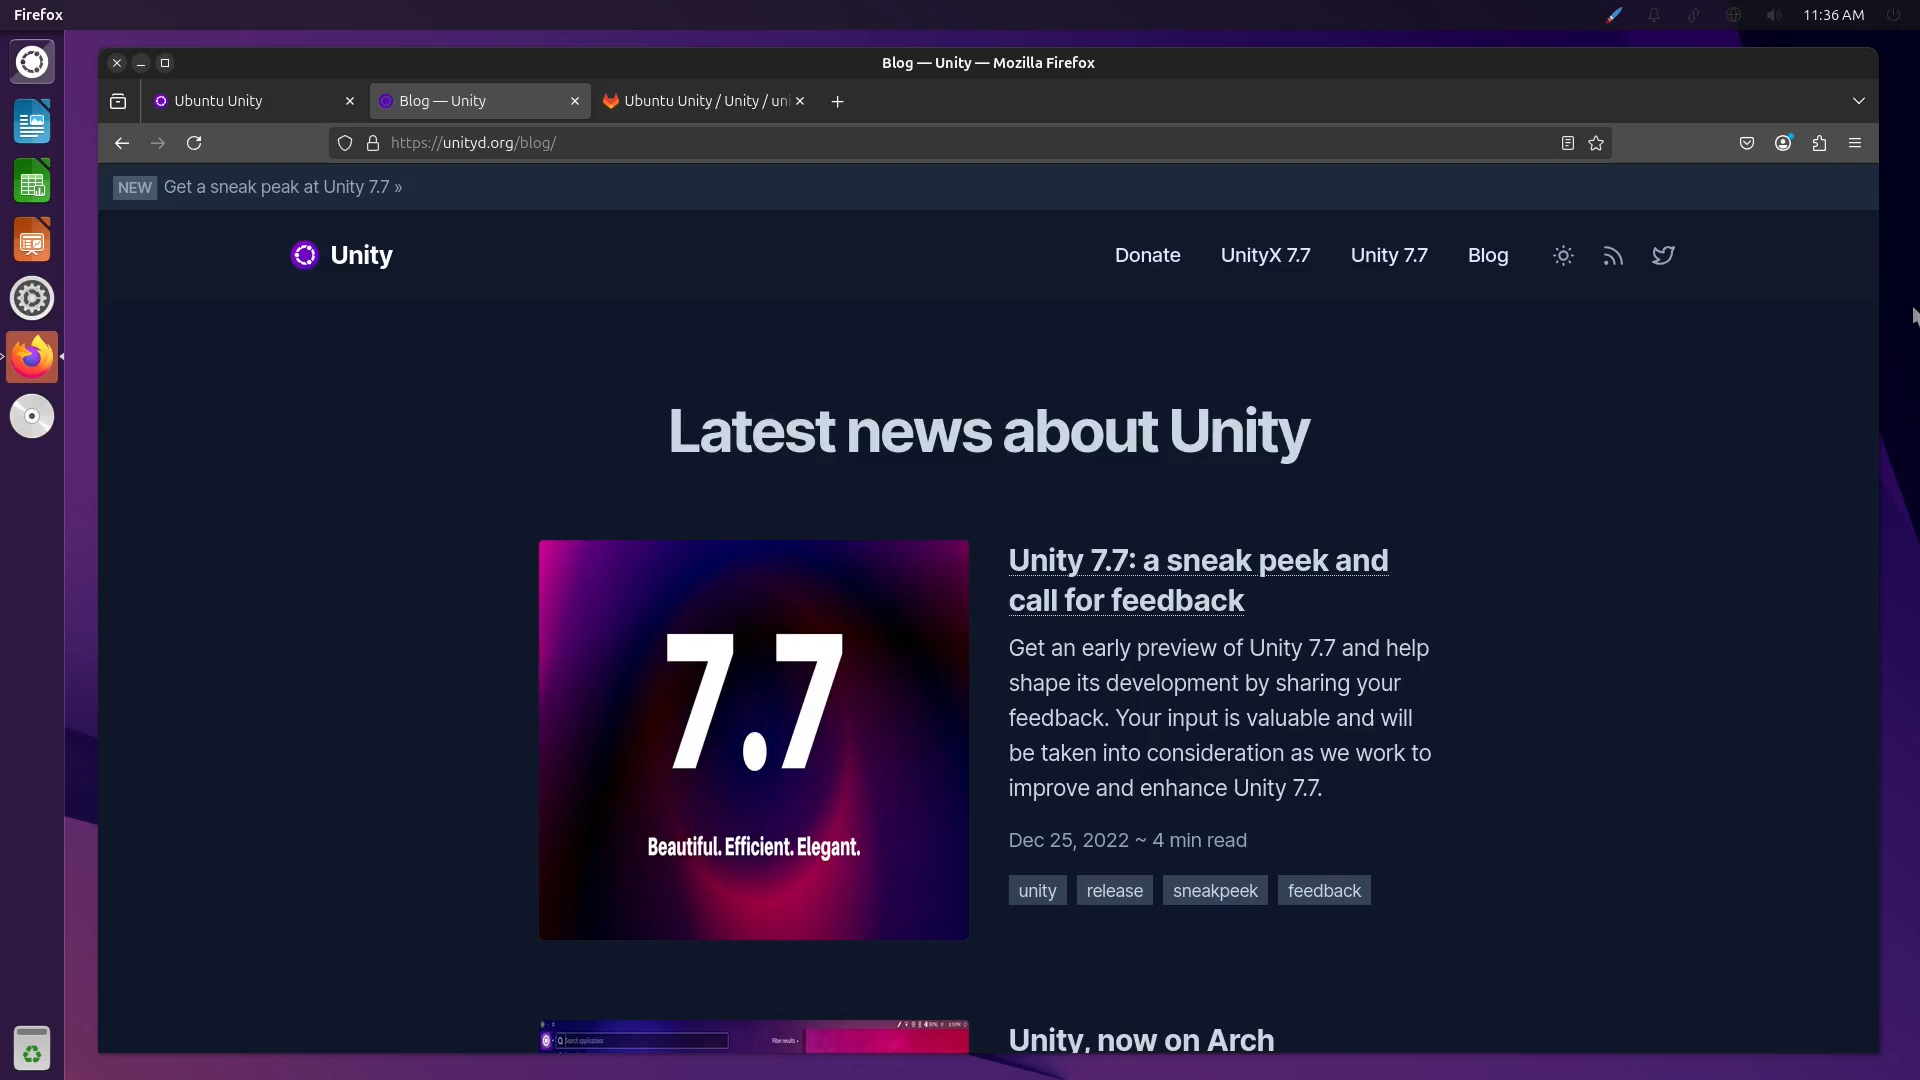 Firefox
11:36 AM
Blog — Unity — Mozilla Firefox
Ubuntu Unity
Blog — Unity
Ubuntu Unity / Unity / uni
https://unityd.org/blog/
NEW Get a sneak peak at Unity 7.7 »
Unity
Donate
UnityX 7.7
Unity 7.7
Blog
Latest news about Unity
7.7
Beautiful. Efficient. Elegant.
Unity 7.7: a sneak peek and
call for feedback
Get an early preview of Unity 7.7 and help
shape its development by sharing your
feedback. Your input is valuable and will
be taken into consideration as we work to
improve and enhance Unity 7.7.
Dec 25, 2022 ~ 4 min read
unity
release
sneakpeek
feedback
Search applications
Filter results
Unity, now on Arch